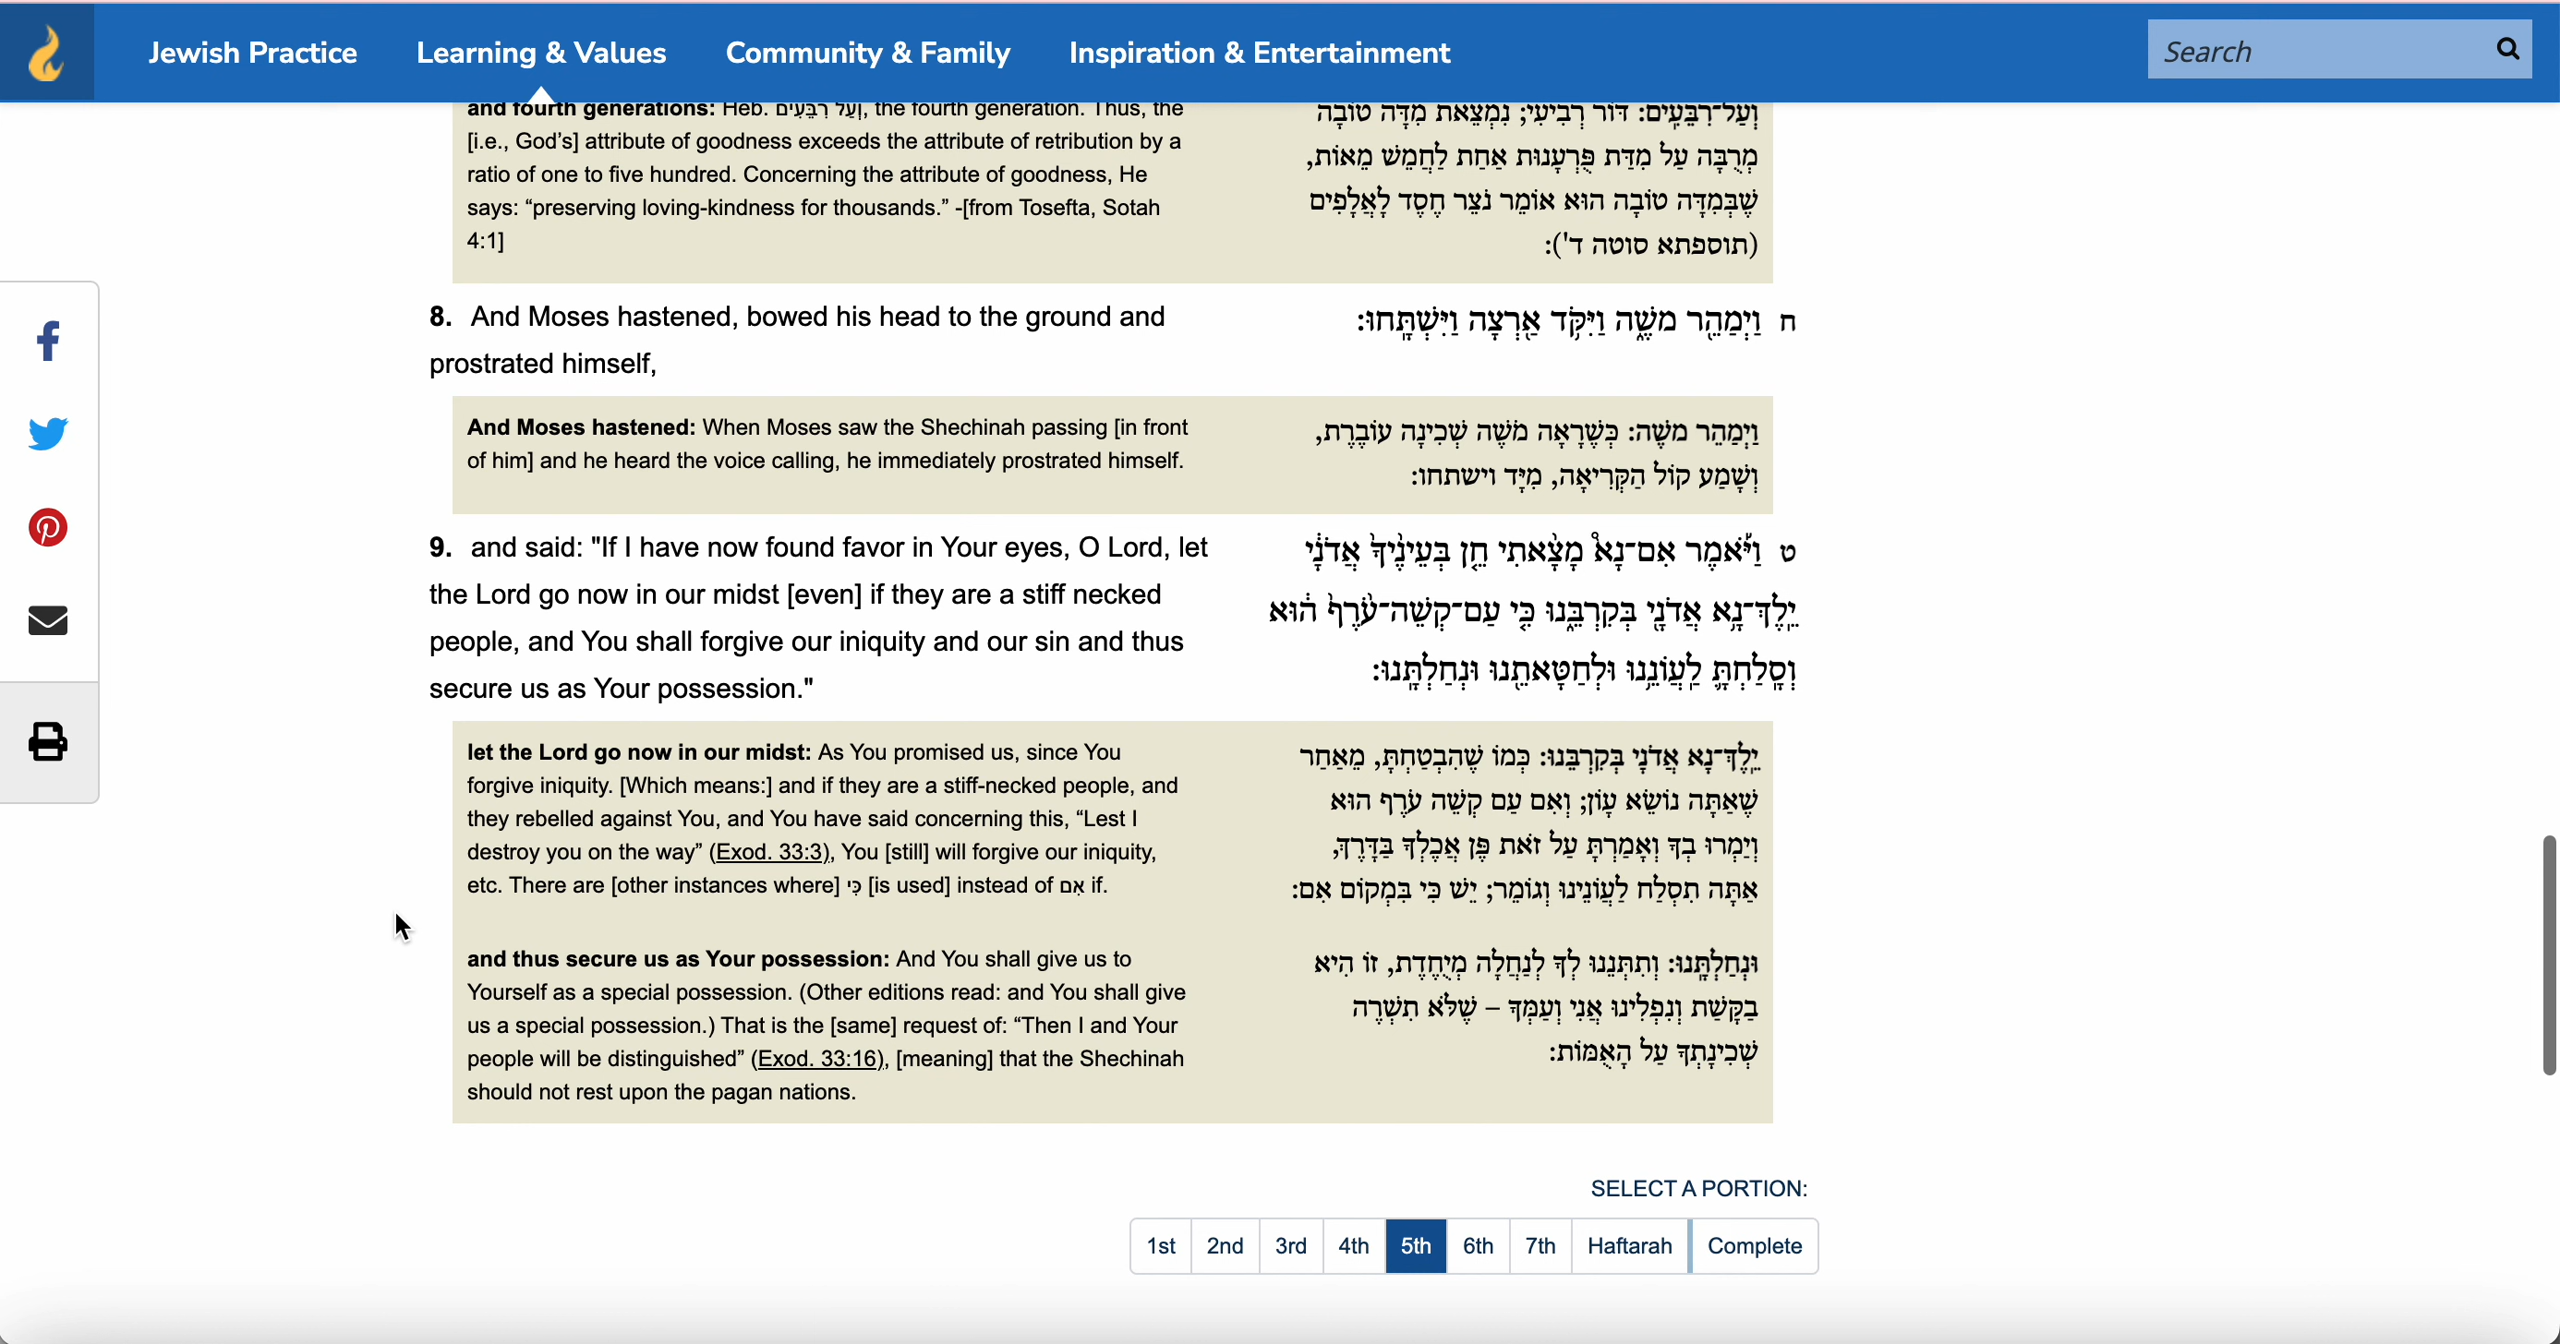 Jewish Practice
Learning & Values
Community & Family
Inspiration & Entertainment
Search
and fourth generations: Heb. וְעַל רִבֵּעִים, the fourth generation. Thus, the
[i.e., God’s] attribute of goodness exceeds the attribute of retribution by a
ratio of one to five hundred. Concerning the attribute of goodness, He
says: “preserving loving-kindness for thousands.” -[from Tosefta, Sotah
4:1]
וְעַל־רִבֵּעִֽים: דּוֹר רְבִיעִי; נִמְצֵאת מִדָּה טוֹבָה
מְרֻבָּה עַל מִדַּת פֻּרְעָנוּת אַחַת לַחֲמֵשׁ מֵאוֹת,
שֶׁבְּמִדָּה טוֹבָה הוּא אוֹמֵר נֹצֵר חֶסֶד לָאֲלָפִים
(תוספתא סוטה ד'):
8. And Moses hastened, bowed his head to the ground and
prostrated himself,
ח וַיְמַהֵ֖ר משֶׁ֑ה וַיִּקֹּ֥ד אַ֖רְצָה וַיִּשְׁתָּֽחוּ:
And Moses hastened: When Moses saw the Shechinah passing [in front
of him] and he heard the voice calling, he immediately prostrated himself.
וַיְמַהֵר משֶׁה: כְּשֶׁרָאָה מֹשֶׁה שְׁכִינָה עוֹבֶרֶת,
וְשָׁמַע קוֹל הַקְּרִיאָה, מִיָּד וישתחו:
9. and said: "If I have now found favor in Your eyes, O Lord, let
the Lord go now in our midst [even] if they are a stiff necked
people, and You shall forgive our iniquity and our sin and thus
secure us as Your possession."
ט וַיֹּ֡אמֶר אִם־נָא֩ מָצָ֨אתִי חֵ֤ן בְּעֵינֶ֨יךָ֙ אֲדֹנָ֔י
יֵֽלֶךְ־נָ֥א אֲדֹנָ֖י בְּקִרְבֵּ֑נוּ כִּ֤י עַם־קְשֵׁה־עֹ֨רֶף֙ ה֔וּא
וְסָֽלַחְתָּ֛ לַֽעֲוֹנֵ֥נוּ וּלְחַטָּאתֵ֖נוּ וּנְחַלְתָּֽנוּ:
let the Lord go now in our midst: As You promised us, since You
forgive iniquity. [Which means:] and if they are a stiff-necked people, and
they rebelled against You, and You have said concerning this, “Lest I
destroy you on the way” (Exod. 33:3), You [still] will forgive our iniquity,
etc. There are [other instances where] כִּי [is used] instead of אִם if.
יֵֽלֶךְ־נָא אֲדֹנָי בְּקִרְבֵּנוּ: כְּמוֹ שֶׁהִבְטַחְתָּ, מֵאַחַר
שֶׁאַתָּה נוֹשֵׂא עָוֹן; וְאִם עַם קְשֵׁה עֹרֶף הוּא
וְיַמְרוּ בְךָ וְאָמַרְתָּ עַל זֹאת פֶּן אֲכֶלְךָ בַּדָּרֶךְ,
אַתָּה תִסְלַח לַעֲוֹנֵינוּ וְגוֹמֵר; יֵשׁ כִּי בִּמְקוֹם אִם:
and thus secure us as Your possession: And You shall give us to
Yourself as a special possession. (Other editions read: and You shall give
us a special possession.) That is the [same] request of: “Then I and Your
people will be distinguished” (Exod. 33:16), [meaning] that the Shechinah
should not rest upon the pagan nations.
וּנְחַלְתָּֽנוּ: וְתִתְּנֵנוּ לְךָ לְנַחֲלָה מְיֻחֶדֶת, זוֹ הִיא
בַקָּשַׁת וְנִפְלִינוּ אֲנִי וְעַמְּךָ – שֶׁלֹּא תַשְׁרֶה
שְׁכִינָתְךָ עַל הָאֻמּוֹת:
SELECT A PORTION:
1st 2nd 3rd 4th 5th 6th 7th Haftarah Complete